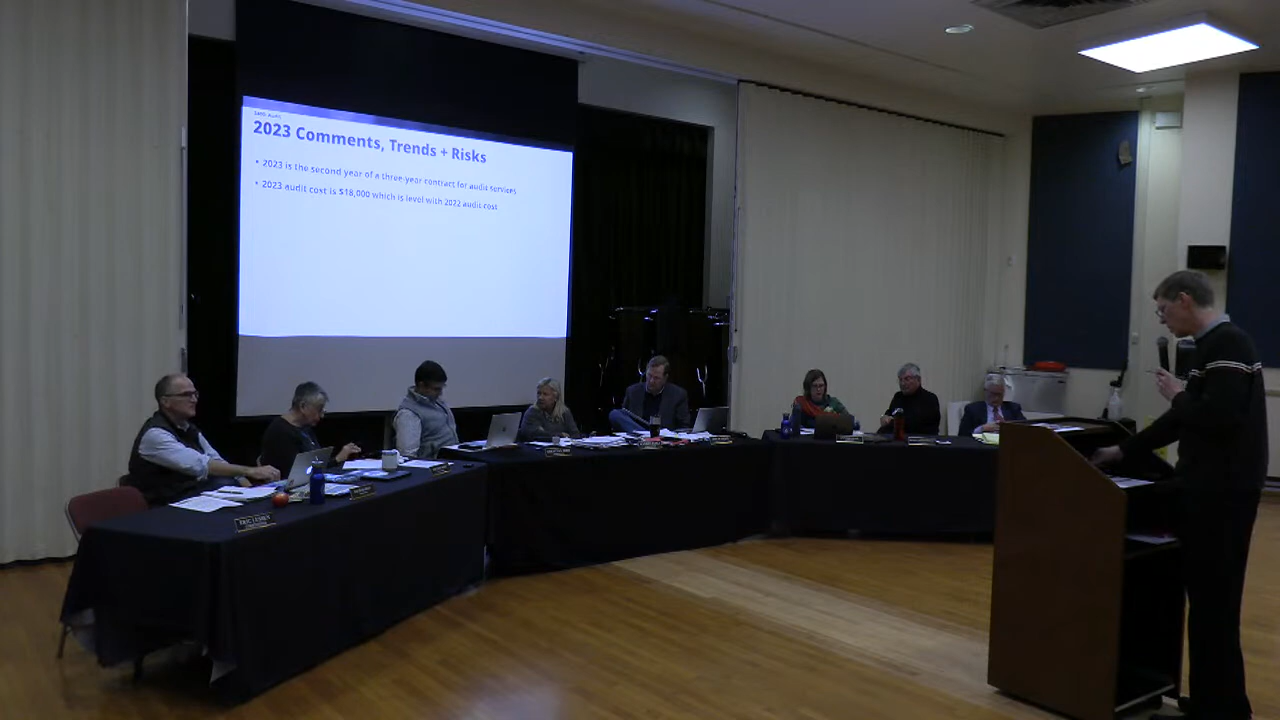 2023 Comments, Trends + Risks
• 2023 is the second year of a three-year contract for audit services
• 2023 audit cost is $18,000 which is level with 2022 audit cost